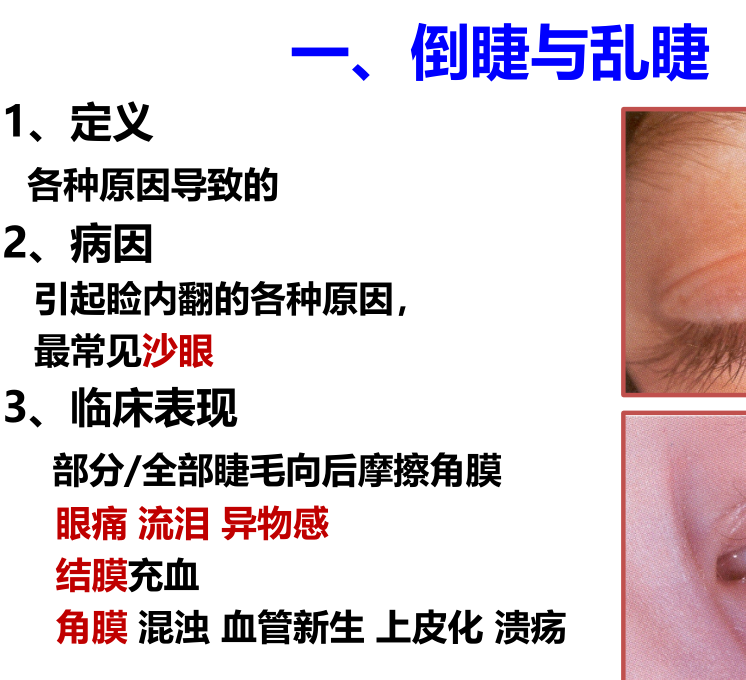 一、倒睫与乱睫
1、定义
各种原因导致的
2、病因
引起睑内翻的各种原因，
最常见沙眼
3、临床表现
部分/全部睫毛向后摩擦角膜
眼痛 流泪 异物感
结膜充血
角膜 混浊 血管新生 上皮化 溃疡